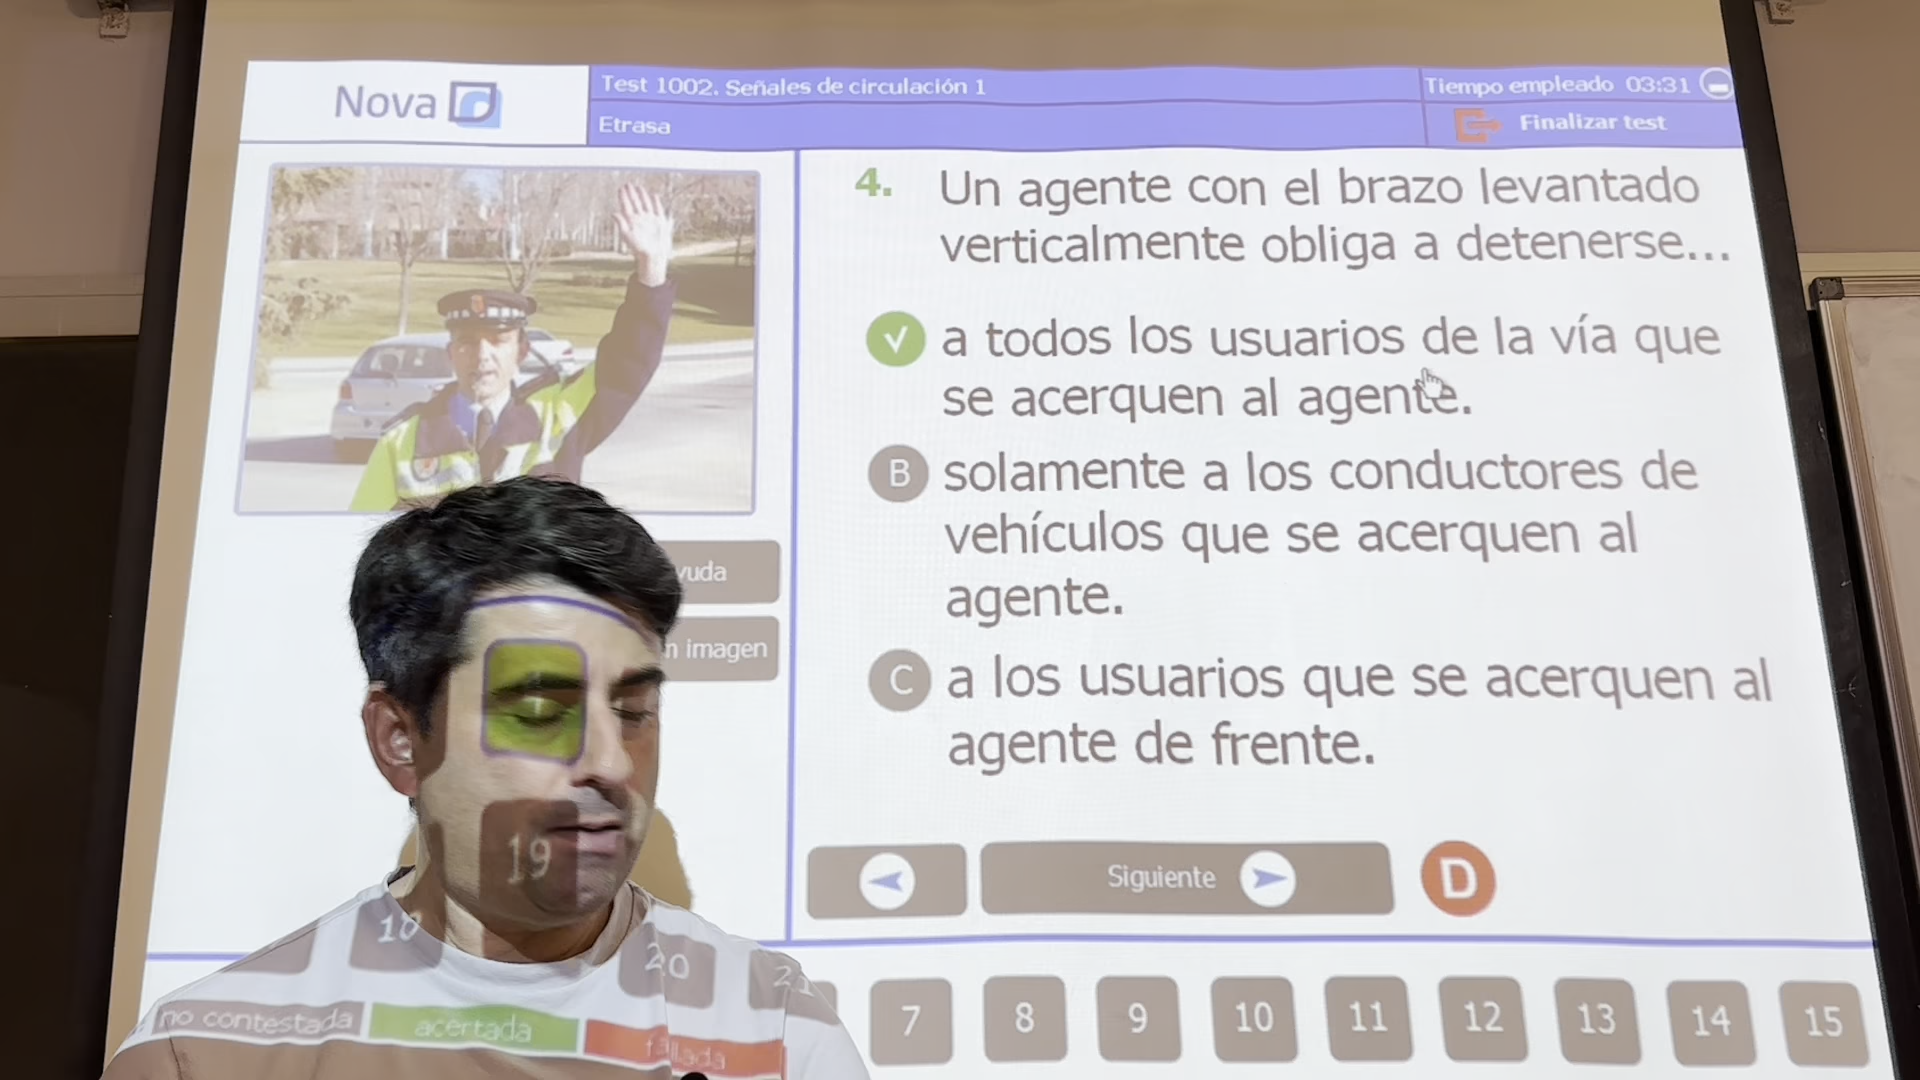 Nova
Test 1002. Señales de circulación 1
Tiempo empleado 03:31
Etrasa
Finalizar test
4. Un agente con el brazo levantado
verticalmente obliga a detenerse...
√ a todos los usuarios de la vía que
se acerquen al agente.
B solamente a los conductores de
vehículos que se acerquen al
agente.
C a los usuarios que se acerquen al
agente de frente.
yuda
n imagen
Siguiente
D
19
20
21
7 8 9 10 11 12 13 14 15
no contestada acertada fallada